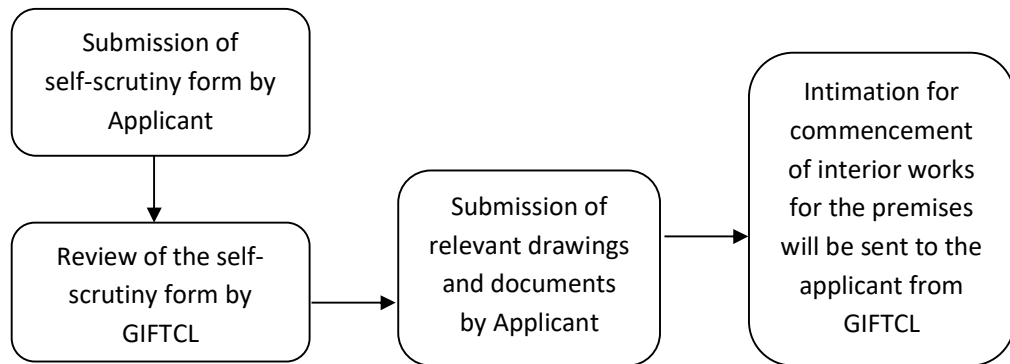 Submission of
self-scrutiny form by
Applicant
Review of the self-
scrutiny form by
GIFTCL
Submission of
relevant drawings
and documents
by Applicant
Intimation for
commencement
of interior works
for the premises
will be sent to the
applicant from
GIFTCL